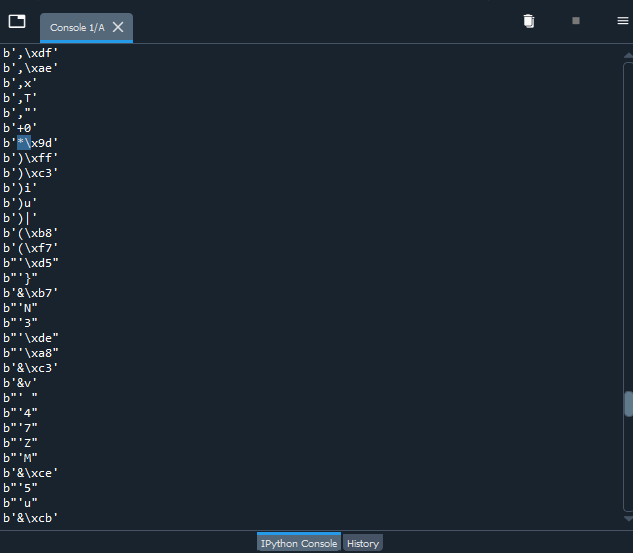 Console 1/A
b',\xdf'
b',\xae'
b',x'
b',T'
b',"'
b'+0'
b'*\x9d'
b')\xff'
b')\xc3'
b')i'
b')u'
b')|'
b'(\xb8'
b'(\xf7'
b"'\xd5"
b"'}"
b'&\xb7'
b"'N"
b"'3"
b"'\xde"
b"'\xa8"
b'&\xc3'
b'&v'
b"' "
b"'4"
b"'7"
b"'Z"
b"'M"
b'&\xce'
b"'5"
b"'u"
b'&\xcb'
IPython Console History